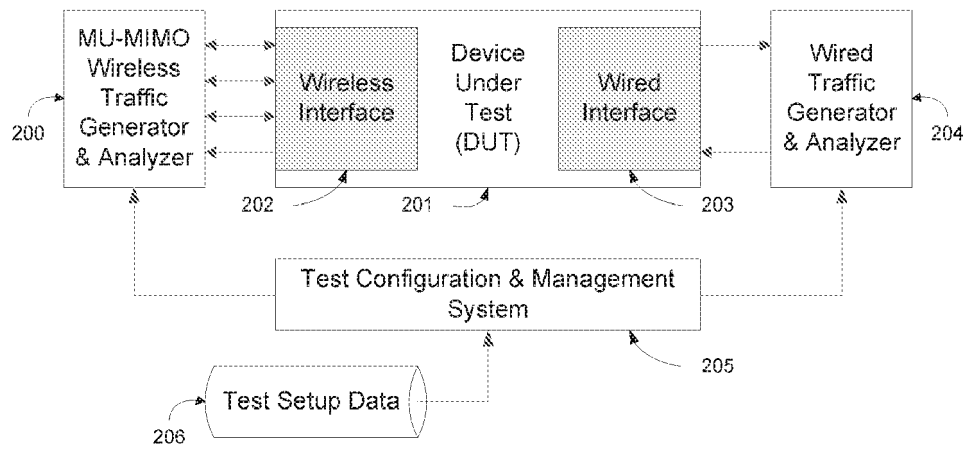 MU-MIMO
Wireless
Traffic
Generator
& Analyzer
200
Wireless
Interface
202
Device
Under
Test
(DUT)
201
Wired
Interface
203
Wired
Traffic
Generator
& Analyzer
204
Test Configuration & Management
System
205
Test Setup Data
206